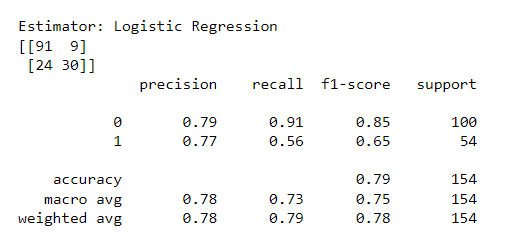 Estimator: Logistic Regression
[[91  9]
 [24 30]]
              precision    recall  f1-score   support

           0       0.79      0.91      0.85       100
           1       0.77      0.56      0.65        54

    accuracy                           0.79       154
   macro avg       0.78      0.73      0.75       154
weighted avg       0.78      0.79      0.78       154